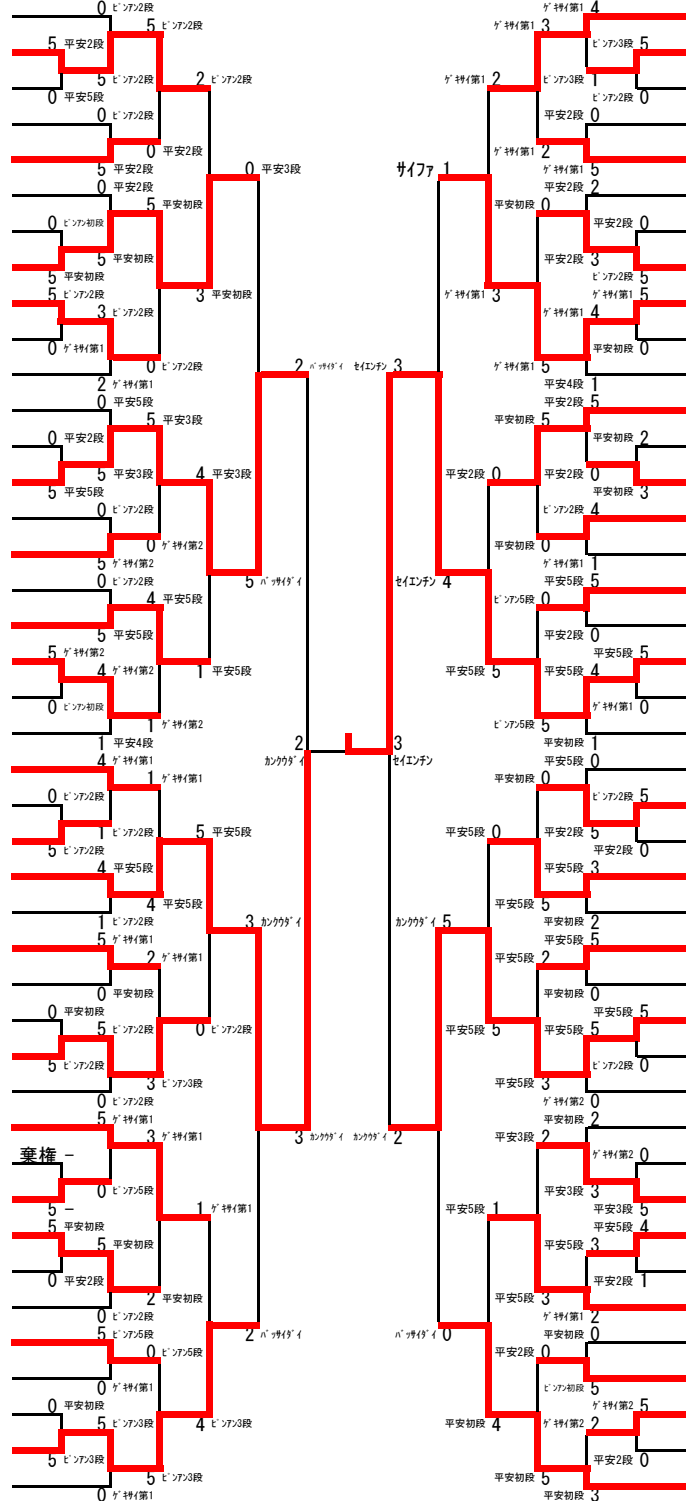 0 ﾋﾟﾝｱﾝ2段
5 ﾋﾟﾝｱﾝ2段
5 平安2段
2 ﾋﾟﾝｱﾝ2段
5 ﾋﾟﾝｱﾝ2段
0 平安5段
0 ﾋﾟﾝｱﾝ2段
0 平安2段
0 平安3段
5 平安2段
0 平安2段
5 平安初段
0 ﾋﾟﾝｱﾝ初段
5 平安初段
5 平安初段
3 平安初段
5 ﾋﾟﾝｱﾝ2段
3 ﾋﾟﾝｱﾝ2段
0 ｹﾞｷｻｲ第1
0 ﾋﾟﾝｱﾝ2段
2 ﾊﾞｯｻｲﾀﾞｲ
2 ｹﾞｷｻｲ第1
0 平安5段
5 平安3段
0 平安2段
4 平安3段
5 平安3段
5 平安5段
0 ﾋﾟﾝｱﾝ2段
0 ｹﾞｷｻｲ第2
5 ｹﾞｷｻｲ第2
5 ﾊﾞｯｻｲﾀﾞｲ
0 ﾋﾟﾝｱﾝ2段
4 平安5段
5 平安5段
5 ｹﾞｷｻｲ第2
1 平安5段
4 ｹﾞｷｻｲ第2
0 ﾋﾟﾝｱﾝ初段
1 ｹﾞｷｻｲ第2
1 平安4段
2
ｶﾝｸｳﾀﾞｲ
4 ｹﾞｷｻｲ第1
1 ｹﾞｷｻｲ第1
0 ﾋﾟﾝｱﾝ2段
5 平安5段
1 ﾋﾟﾝｱﾝ2段
5 ﾋﾟﾝｱﾝ2段
4 平安5段
4 平安5段
3 ｶﾝｸｳﾀﾞｲ
1 ﾋﾟﾝｱﾝ2段
5 ｹﾞｷｻｲ第1
2 ｹﾞｷｻｲ第1
0 平安初段
0 平安初段
5 ﾋﾟﾝｱﾝ2段
0 ﾋﾟﾝｱﾝ2段
5 ﾋﾟﾝｱﾝ2段
3 ﾋﾟﾝｱﾝ3段
0 ﾋﾟﾝｱﾝ2段
5 ｹﾞｷｻｲ第1
3 ｹﾞｷｻｲ第1
3 ｶﾝｸｳﾀﾞｲ
棄権 -
0 ﾋﾟﾝｱﾝ5段
5 -
1 ｹﾞｷｻｲ第1
5 平安初段
5 平安初段
0 平安2段
2 平安初段
0 ﾋﾟﾝｱﾝ2段
5 ﾋﾟﾝｱﾝ5段
2 ﾊﾞｯｻｲﾀﾞｲ
0 ﾋﾟﾝｱﾝ5段
0 ｹﾞｷｻｲ第1
0 平安初段
5 ﾋﾟﾝｱﾝ3段
4 ﾋﾟﾝｱﾝ3段
5 ﾋﾟﾝｱﾝ3段
5 ﾋﾟﾝｱﾝ3段
0 ｹﾞｷｻｲ第1
ｹﾞｷｻｲ第1 4
ｹﾞｷｻｲ第1 3
ﾋﾟﾝｱﾝ3段 5
ｹﾞｷｻｲ第1 2
ﾋﾟﾝｱﾝ3段 1
ﾋﾟﾝｱﾝ2段 0
平安2段 0
ｹﾞｷｻｲ第1 2
サイファ 1
ｹﾞｷｻｲ第1 5
平安2段 2
平安初段 0
平安2段 0
平安2段 3
ﾋﾟﾝｱﾝ2段 5
ｹﾞｷｻｲ第1 3
ｹﾞｷｻｲ第1 5
ｹﾞｷｻｲ第1 4
平安初段 0
ｹﾞｷｻｲ第1 5
ｾｲｴﾝﾁﾝ 3
平安4段 1
平安2段 5
平安初段 5
平安初段 2
平安2段 0
平安2段 0
平安初段 3
ﾋﾟﾝｱﾝ2段 4
平安初段 0
ｹﾞｷｻｲ第1 1
ｾｲｴﾝﾁﾝ 4
平安5段 5
ﾋﾟﾝｱﾝ5段 0
平安2段 0
平安5段 5
平安5段 5
平安5段 4
ｹﾞｷｻｲ第1 0
ﾋﾟﾝｱﾝ5段 5
平安初段 1
3
ｾｲｴﾝﾁﾝ
平安5段 0
平安初段 0
ﾋﾟﾝｱﾝ2段 5
平安5段 0
平安2段 5
平安2段 0
平安5段 3
平安5段 5
ｶﾝｸｳﾀﾞｲ 5
平安初段 2
平安5段 5
平安5段 2
平安初段 0
平安5段 5
平安5段 5
平安5段 5
ﾋﾟﾝｱﾝ2段 0
平安5段 3
ｹﾞｷｻｲ第2 0
平安初段 2
平安3段 2
ｶﾝｸｳﾀﾞｲ 2
ｹﾞｷｻｲ第2 0
平安3段 3
平安3段 5
平安5段 1
平安5段 4
平安5段 3
平安2段 1
平安5段 3
ｹﾞｷｻｲ第1 2
平安初段 0
ﾊﾞｯｻｲﾀﾞｲ 0
平安2段 0
ﾋﾟﾝｱﾝ初段 5
ｹﾞｷｻｲ第2 5
ｹﾞｷｻｲ第2 2
平安初段 4
平安2段 0
平安初段 5
平安初段 3